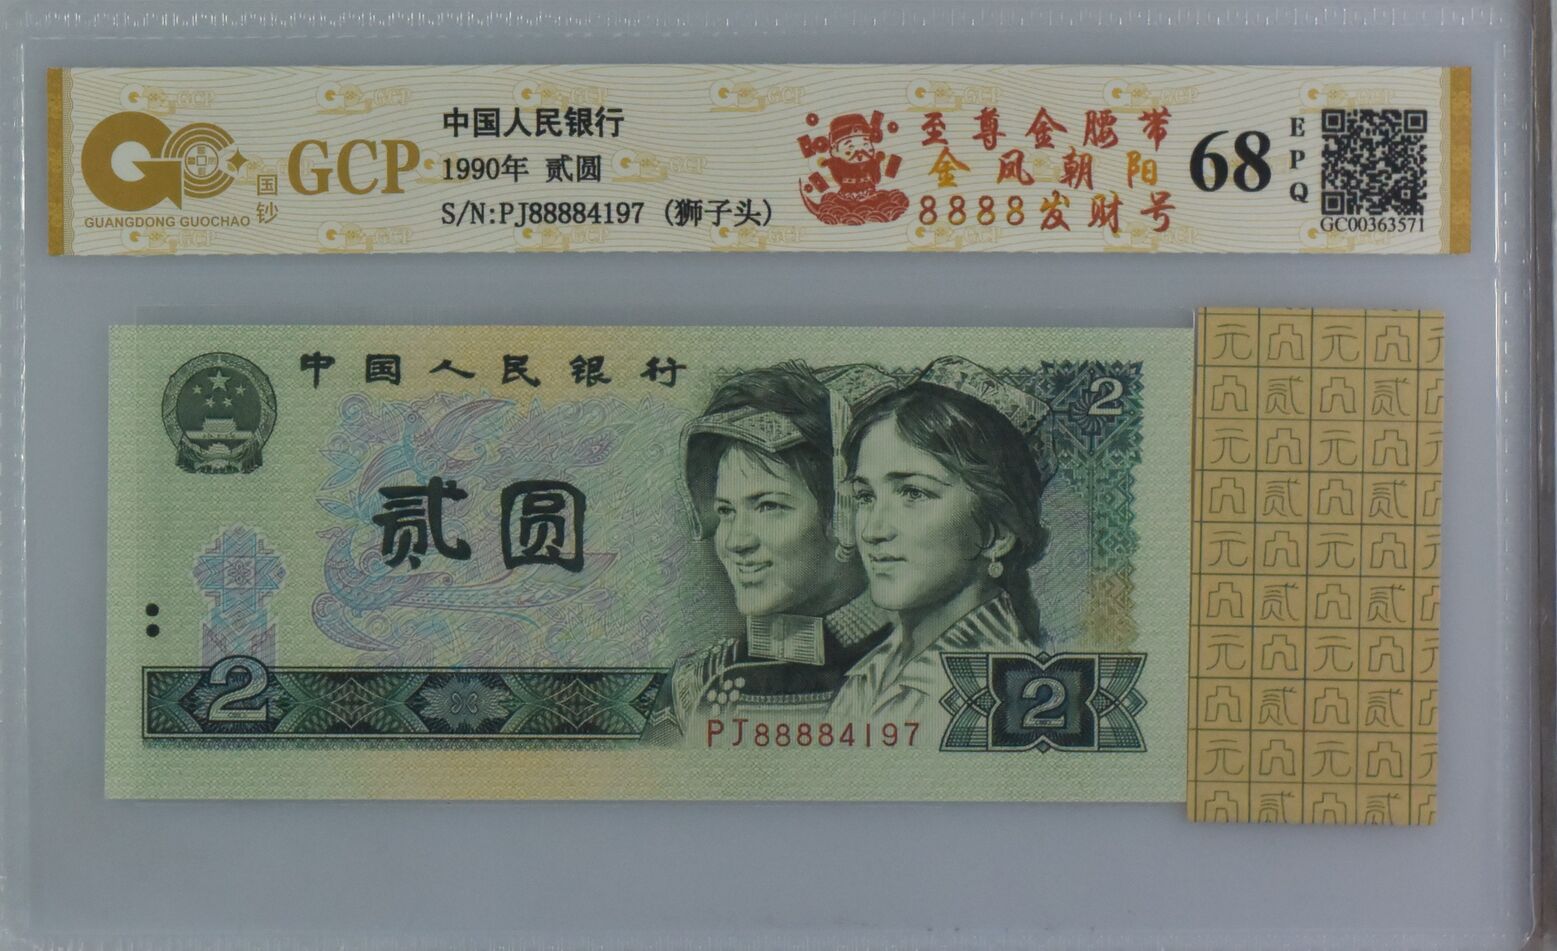 GCP
国钞
GUANGDONG GUOCHAO
中国人民银行
1990年 贰圆
S/N:PJ88884197 (狮子头)
至尊金腰带
金凤朝阳
8888发财号
68
EPQ
GC00363571
中国人民银行
2
贰圆
2
PJ88884197
2